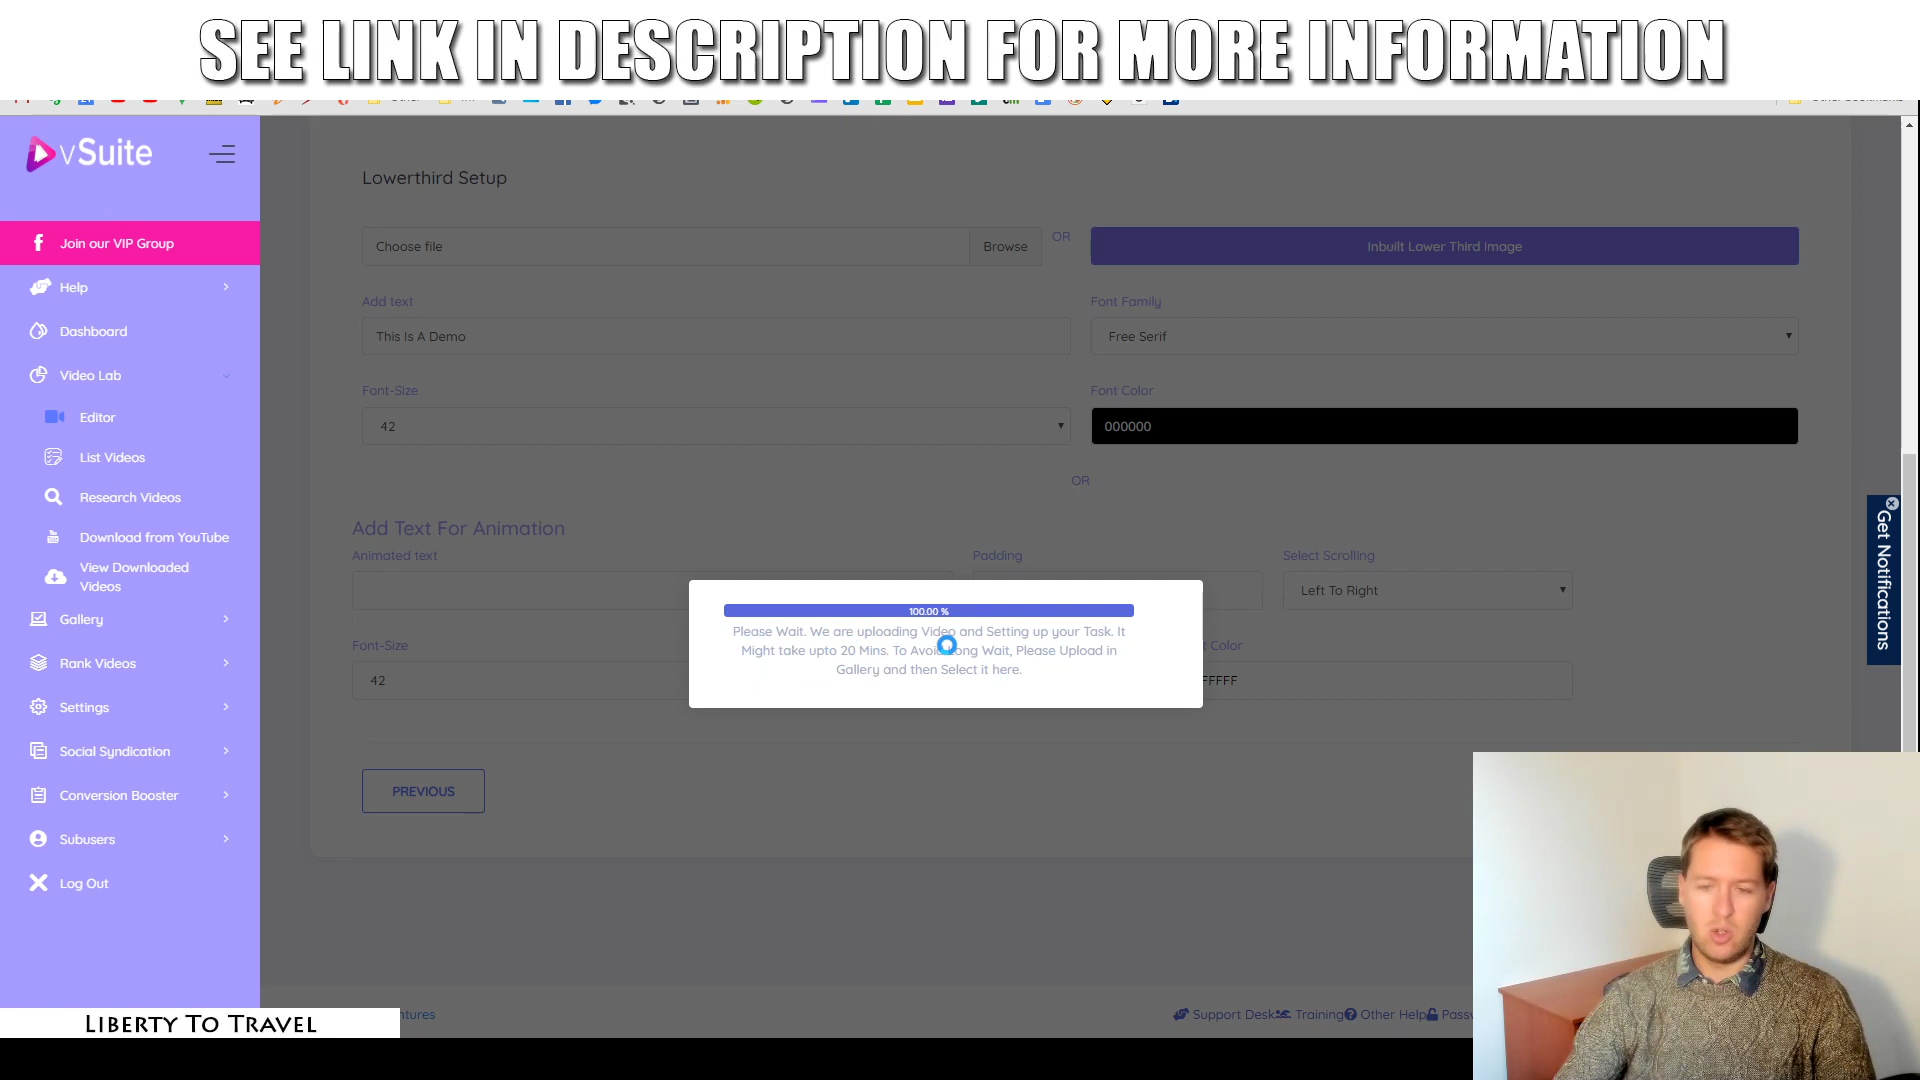 SEE LINK IN DESCRIPTION FOR MORE INFORMATION
vSuite
Join our VIP Group
Help
Dashboard
Video Lab
Editor
List Videos
Research Videos
Download from YouTube
View Downloaded
Videos
Gallery
Rank Videos
Settings
Social Syndication
Conversion Booster
Subusers
Log Out
Lowerthird Setup
Choose file
Browse
OR
Inbuilt Lower Third Image
Add text
Font Family
This Is A Demo
Free Serif
Font-Size
Font Color
42
000000
OR
Add Text For Animation
Animated text
Padding
Select Scrolling
Left To Right
100.00 %
Please Wait. We are uploading Video and Setting up your Task. It
Might take upto 20 Mins. To Avoid Long Wait, Please Upload in
Gallery and then Select it here.
Font-Size
t Color
42
FFFFF
PREVIOUS
Get Notifications
LIBERTY TO TRAVEL
ntures
Support Desk
Training
Other Help
Passw